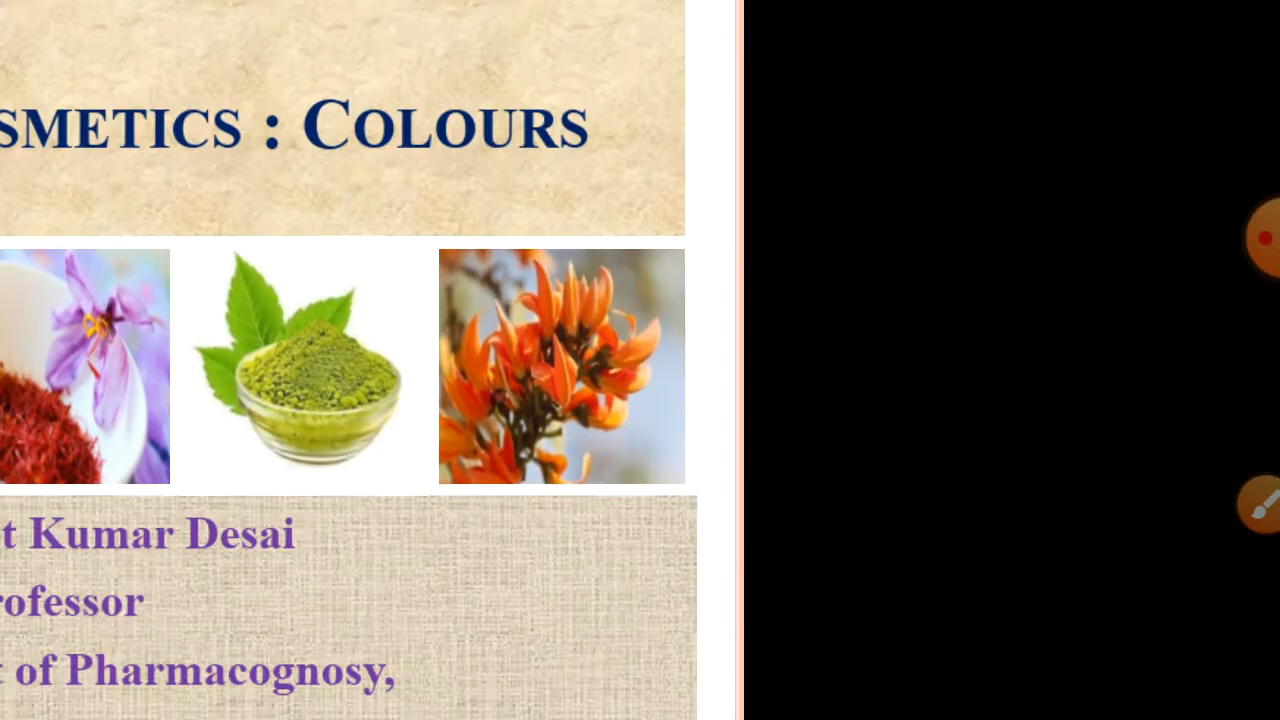 SMETICS : COLOURS
t Kumar Desai
rofessor
t of Pharmacognosy,